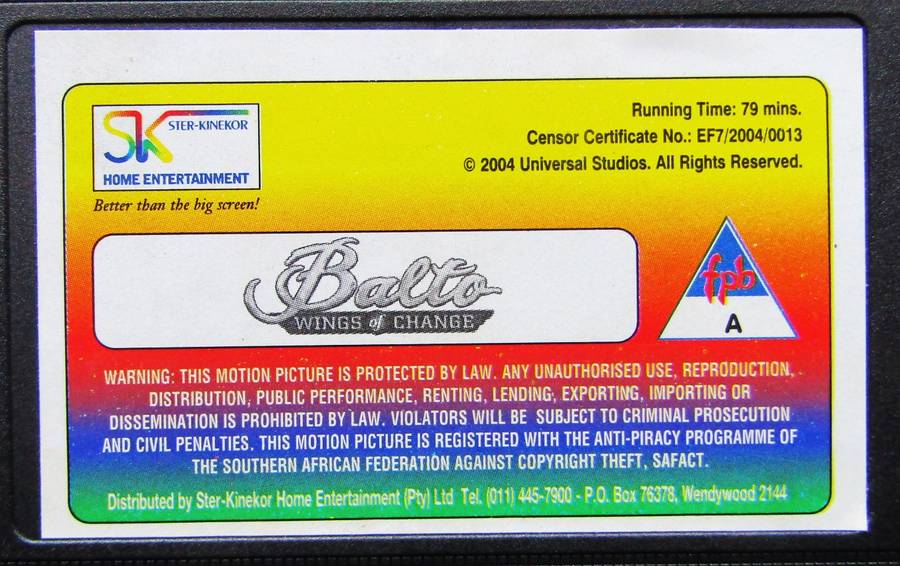 SK STER-KINEKOR
HOME ENTERTAINMENT
Better than the big screen!
Running Time: 79 mins.
Censor Certificate No.: EF7/2004/0013
© 2004 Universal Studios. All Rights Reserved.
Balto
WINGS of CHANGE
fpb
A
WARNING: THIS MOTION PICTURE IS PROTECTED BY LAW. ANY UNAUTHORISED USE, REPRODUCTION,
DISTRIBUTION, PUBLIC PERFORMANCE, RENTING, LENDING, EXPORTING, IMPORTING OR
DISSEMINATION IS PROHIBITED BY LAW. VIOLATORS WILL BE SUBJECT TO CRIMINAL PROSECUTION
AND CIVIL PENALTIES. THIS MOTION PICTURE IS REGISTERED WITH THE ANTI-PIRACY PROGRAMME OF
THE SOUTHERN AFRICAN FEDERATION AGAINST COPYRIGHT THEFT, SAFACT.
Distributed by Ster-Kinekor Home Entertainment (Pty) Ltd Tel. (011) 445-7900 - P.O. Box 76378, Wendywood 2144